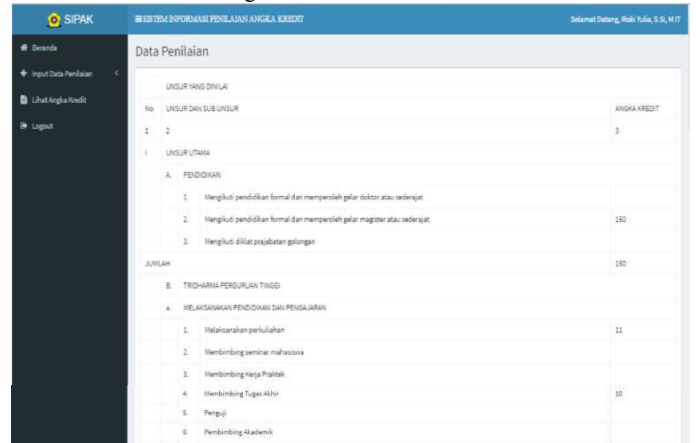 SIPAK
SISTEM INFORMASI PENILAIAN ANGKA KREDIT
Selamat Datang, Riski Yulia, S.Si, M.IT
Beranda
Input Data Penilaian
Lihat Angka Kredit
Logout
Data Penilaian
UNSUR YANG DINILAI
No UNSUR DAN SUB UNSUR ANGKA KREDIT
1 2 3
I UNSUR UTAMA
A. PENDIDIKAN
1. Mengikuti pendidikan formal dan memperoleh gelar doktor atau sederajat
2. Mengikuti pendidikan formal dan memperoleh gelar magister atau sederajat 150
3. Mengikuti diklat prajabatan golongan
JUMLAH 150
B. TRIDHARMA PERGURUAN TINGGI
a. MELAKSANAKAN PENDIDIKAN DAN PENGAJARAN
1. Melaksanakan perkuliahan 11
2. Membimbing seminar mahasiswa
3. Membimbing Kerja Praktek
4. Membimbing Tugas Akhir 10
5. Penguji
6. Pembimbing Akademik